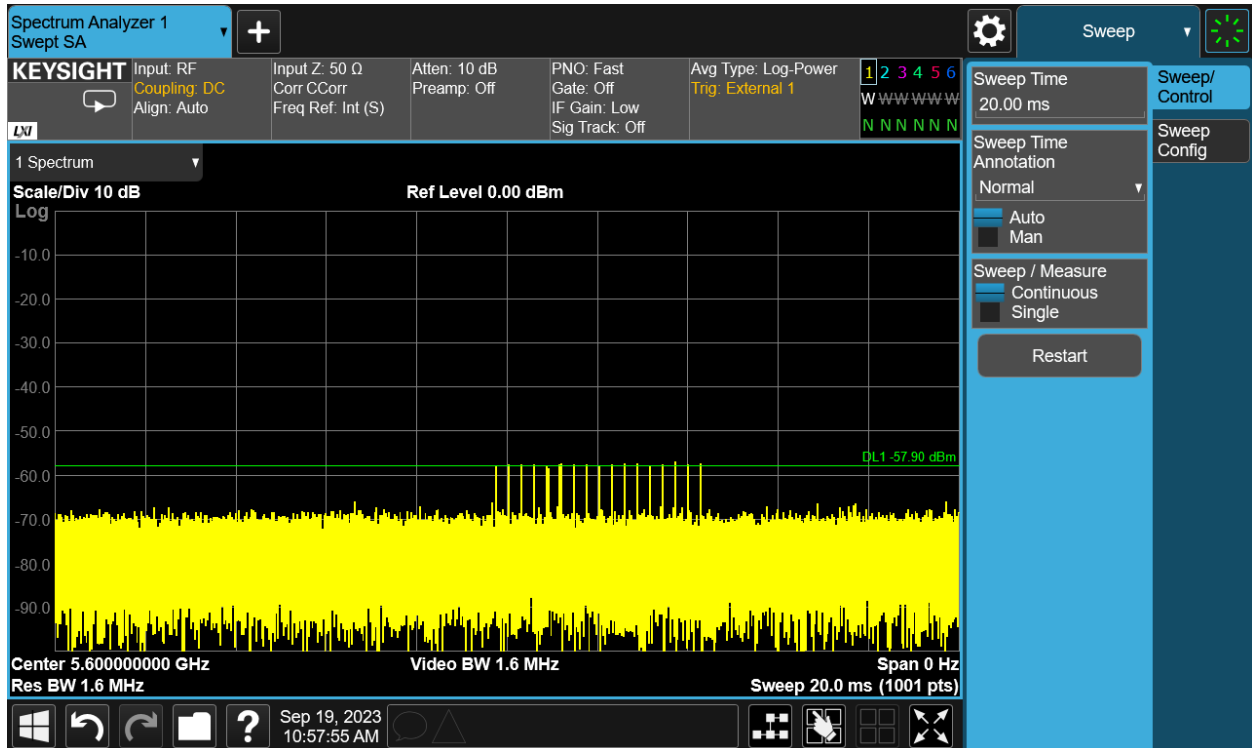 Spectrum Analyzer 1
Swept SA
+
Sweep
KEYSIGHT
LXI
Input: RF
Coupling: DC
Align: Auto
Input Z: 50 Ω
Corr CCorr
Freq Ref: Int (S)
Atten: 10 dB
Preamp: Off
PNO: Fast
Gate: Off
IF Gain: Low
Sig Track: Off
Avg Type: Log-Power
Trig: External 1
1 2 3 4 5 6
W W W W W W
N N N N N N
1 Spectrum
Scale/Div 10 dB
Ref Level 0.00 dBm
Log
-10.0
-20.0
-30.0
-40.0
-50.0
DL1 -57.90 dBm
-60.0
-70.0
-80.0
-90.0
Center 5.600000000 GHz
Video BW 1.6 MHz
Span 0 Hz
Res BW 1.6 MHz
Sweep 20.0 ms (1001 pts)
Sweep Time
20.00 ms
Sweep Time
Annotation
Normal
Auto
Man
Sweep / Measure
Continuous
Single
Restart
Sweep/
Control
Sweep
Config
?
Sep 19, 2023
10:57:55 AM